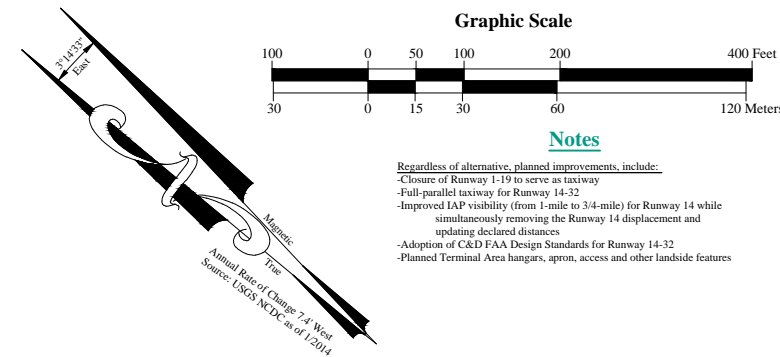 3°14'33"
East
Magnetic
True
Annual Rate of Change 7.4' West
Source: USGS NCDC as of 1/2014
Graphic Scale
100 0 50 100 200 400 Feet
30 0 15 30 60 120 Meters
Notes
Regardless of alternative, planned improvements, include:
-Closure of Runway 1-19 to serve as taxiway
-Full-parallel taxiway for Runway 14-32
-Improved IAP visibility (from 1-mile to 3/4-mile) for Runway 14 while
simultaneously removing the Runway 14 displacement and
updating declared distances
-Adoption of C&D FAA Design Standards for Runway 14-32
-Planned Terminal Area hangars, apron, access and other landside features